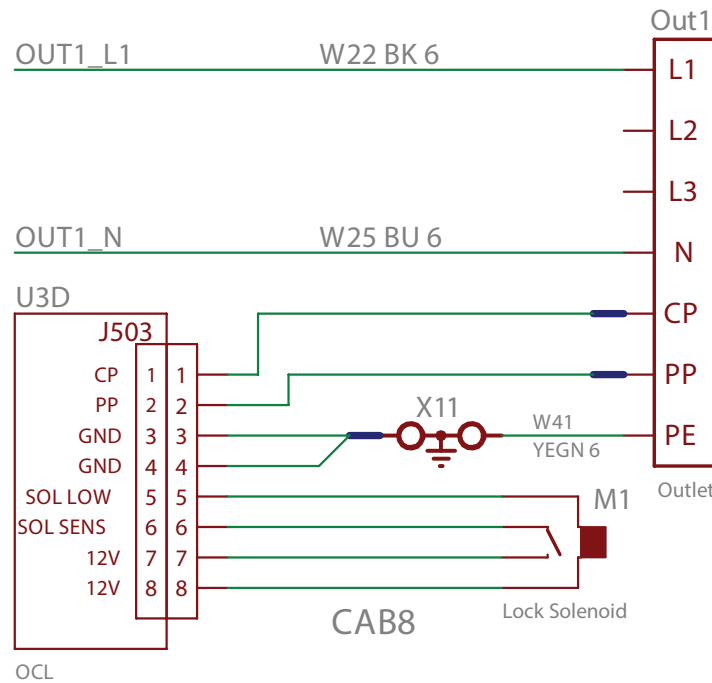 Out1
OUT1_L1 W22 BK 6 L1
L2
L3
OUT1_N W25 BU 6 N
U3D
CP
J503
CP 1 1 PP
PP 2 2 X11
GND 3 3 W41 PE
YEGN 6
GND 4 4
SOL LOW 5 5 M1 Outlet
SOL SENS 6 6
12V 7 7
12V 8 8
CAB8 Lock Solenoid
OCL